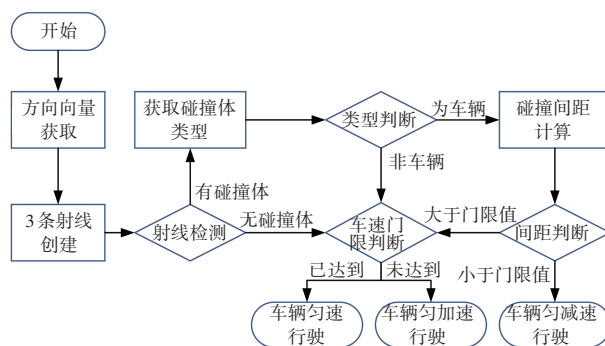 开始
方向向量
获取
获取碰撞体
类型
类型判断
为车辆
碰撞间距
计算
非车辆
有碰撞体
3条射线
创建
射线检测
无碰撞体
车速门
限判断
大于门限值
间距判断
已达到
未达到
小于门限值
车辆匀速
行驶
车辆匀加速
行驶
车辆匀减速
行驶